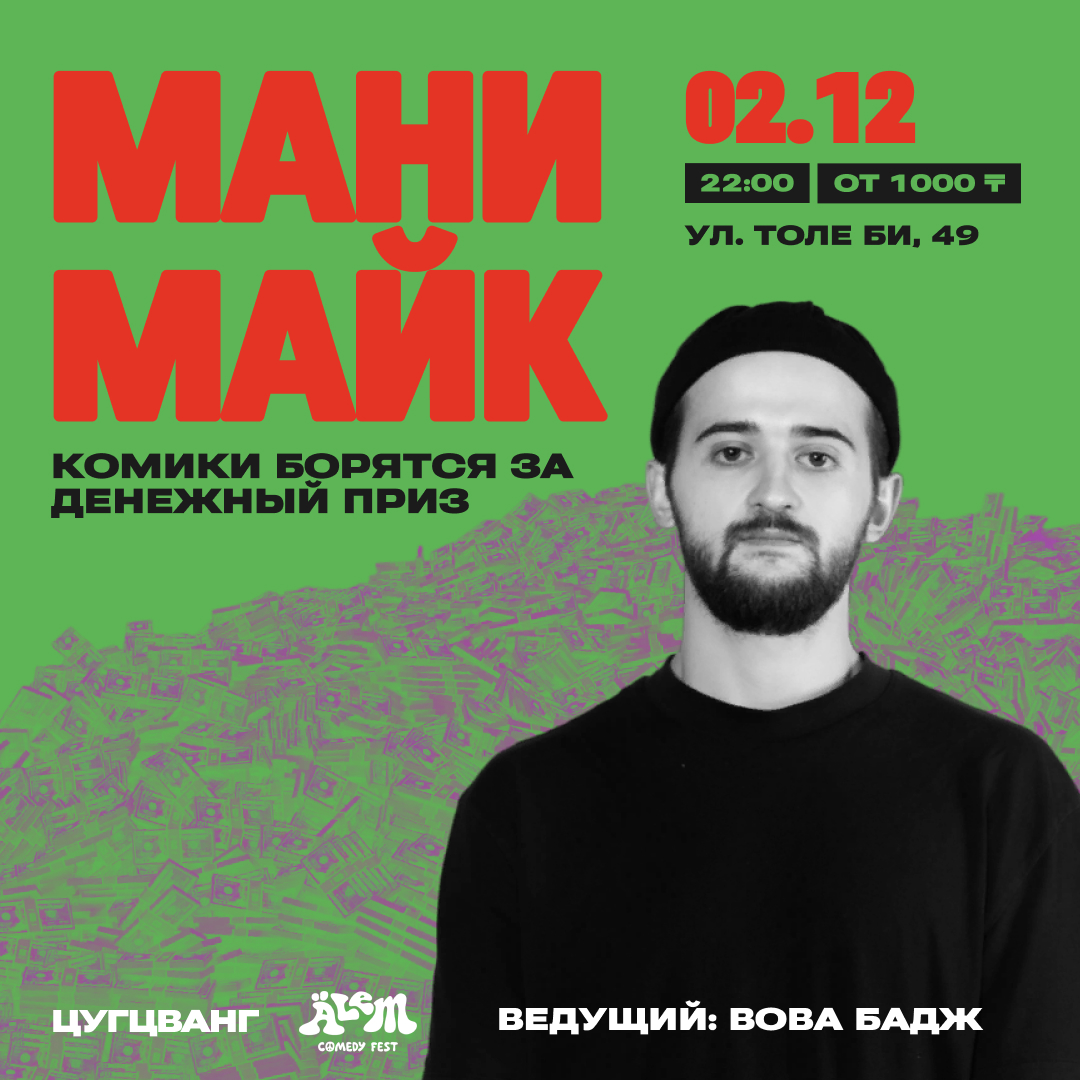 МАНИ
МАЙК
КОМИКИ БОРЯТСЯ ЗА
ДЕНЕЖНЫЙ ПРИЗ
02.12
22:00 ОТ 1000 ₸
УЛ. ТОЛЕ БИ, 49
ЦУГЦВАНГ
ÄLEM
COMEDY FEST
ВЕДУЩИЙ: ВОВА БАДЖ